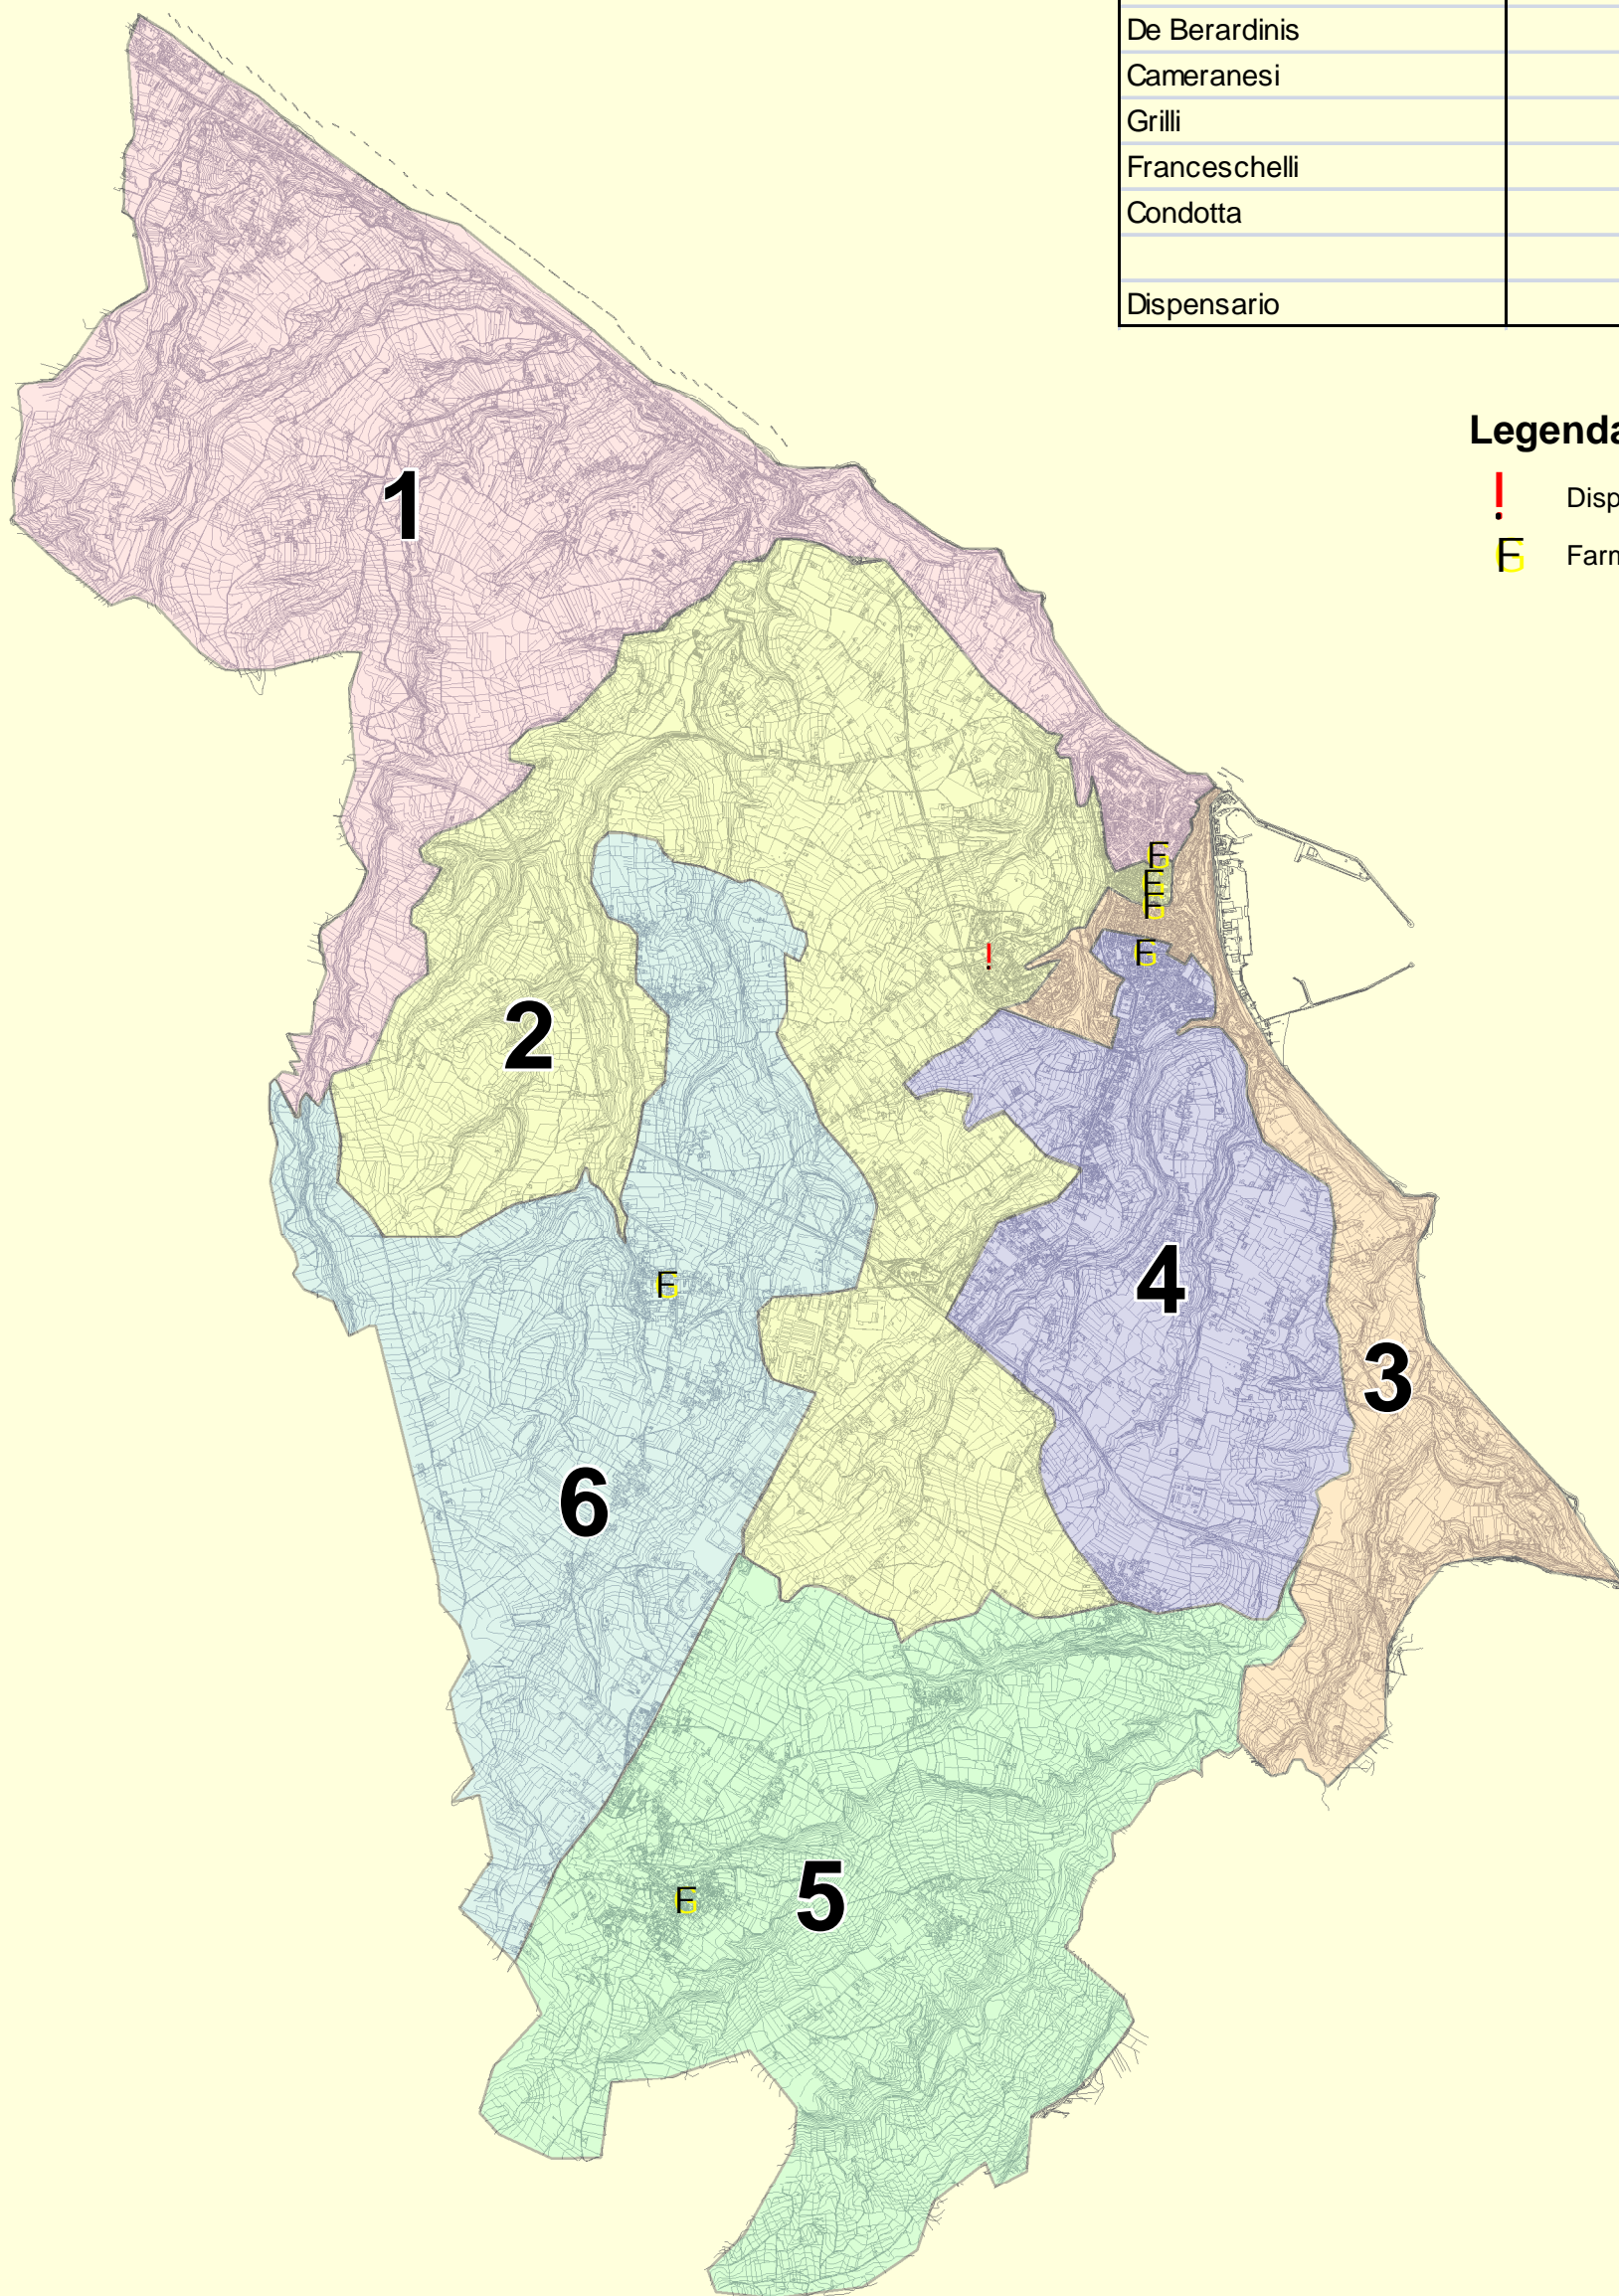 De Berardinis
Cameranesi
Grilli
Franceschelli
Condotta
Dispensario
Legenda
! Disp
F Farm
1
F
F
F
F
!
2
4
F
3
6
5
F